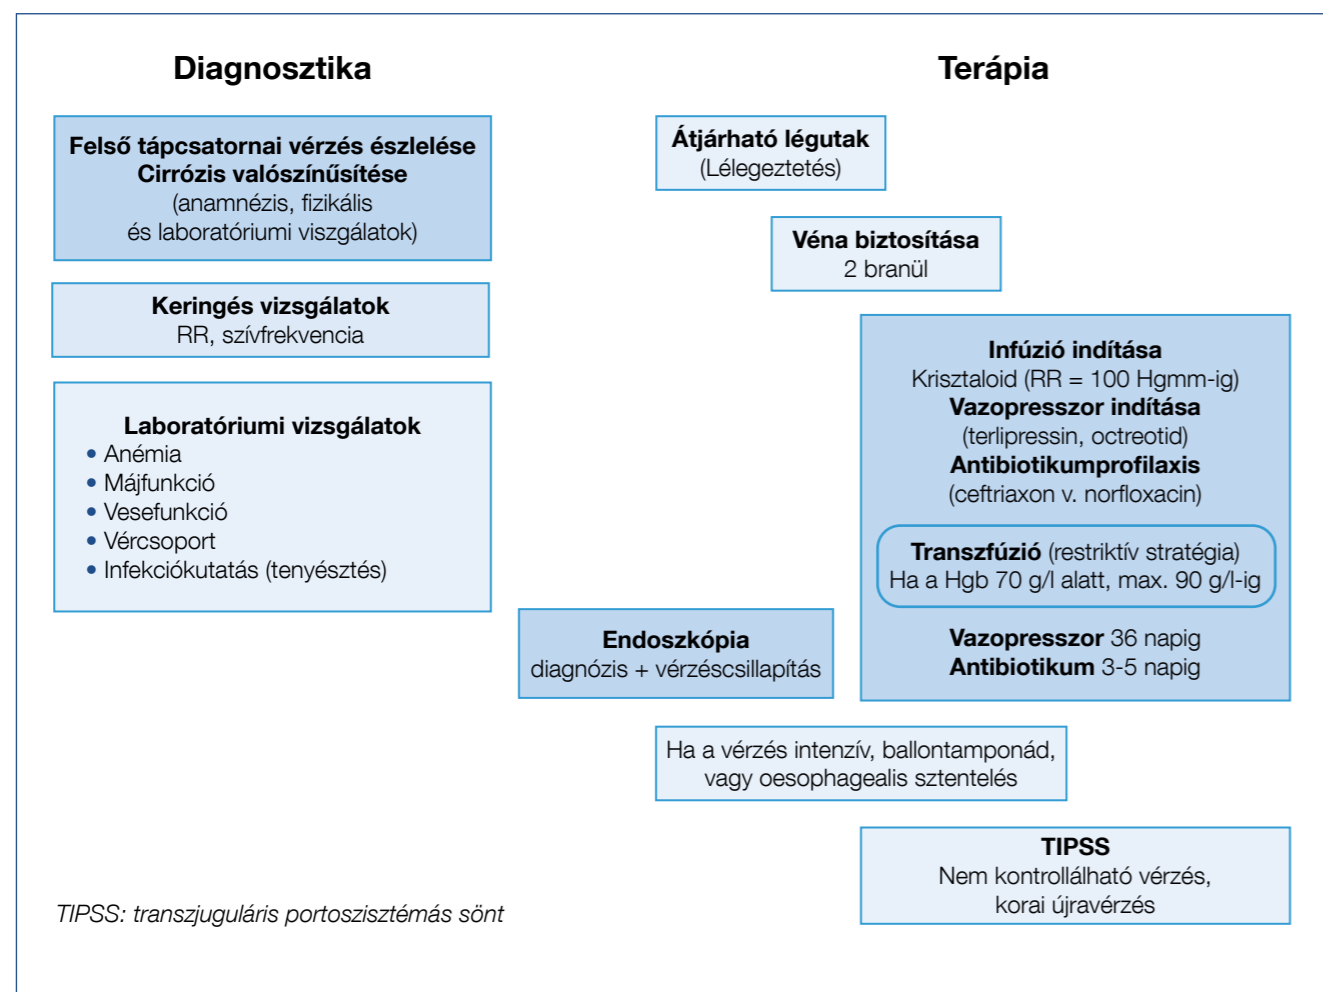 Diagnosztika
Felső tápcsatornai vérzés észlelése
Cirrózis valószínűsítése
(anamnézis, fizikális
és laboratóriumi viszgálatok)
Keringés vizsgálatok
RR, szívfrekvencia
Laboratóriumi vizsgálatok
• Anémia
• Májfunkció
• Vesefunkció
• Vércsoport
• Infekciókutatás (tenyésztés)
Terápia
Átjárható légutak
(Lélegeztetés)
Véna biztosítása
2 branül
Infúzió indítása
Krisztaloid (RR = 100 Hgmm-ig)
Vazopresszor indítása
(terlipressin, octreotid)
Antibiotikumprofilaxis
(ceftriaxon v. norfloxacin)
Transzfúzió (restriktív stratégia)
Ha a Hgb 70 g/l alatt, max. 90 g/l-ig
Vazopresszor 36 napig
Antibiotikum 3-5 napig
Endoszkópia
diagnózis + vérzéscsillapítás
Ha a vérzés intenzív, ballontamponád,
vagy oesophagealis sztentelés
TIPSS
Nem kontrollálható vérzés,
korai újravérzés
TIPSS: transzjuguláris portoszisztémás sönt